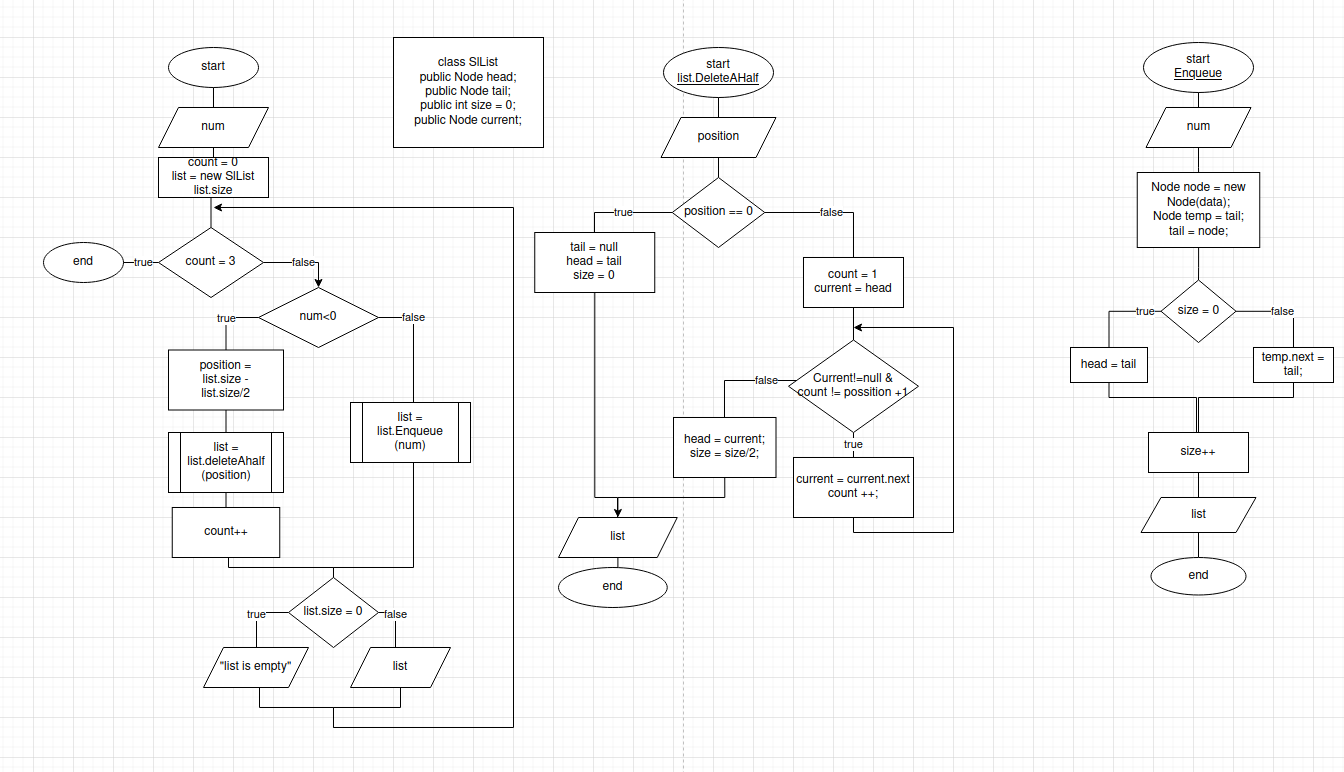 start
num
count = 0
list = new SlList
list.size
count = 3
true
end
false
num<0
true
false
position =
list.size -
list.size/2
list =
list.Enqueue
(num)
list =
list.deleteAhalf
(position)
count++
list.size = 0
true
false
"list is empty"
list
class SlList
public Node head;
public Node tail;
public int size = 0;
public Node current;
start
list.DeleteAHalf
position
position == 0
true
false
tail = null
head = tail
size = 0
count = 1
current = head
Current!=null &
count != possition +1
false
true
head = current;
size = size/2;
current = current.next
count ++;
list
end
start
Enqueue
num
Node node = new
Node(data);
Node temp = tail;
tail = node;
size = 0
true
false
head = tail
temp.next =
tail;
size++
list
end